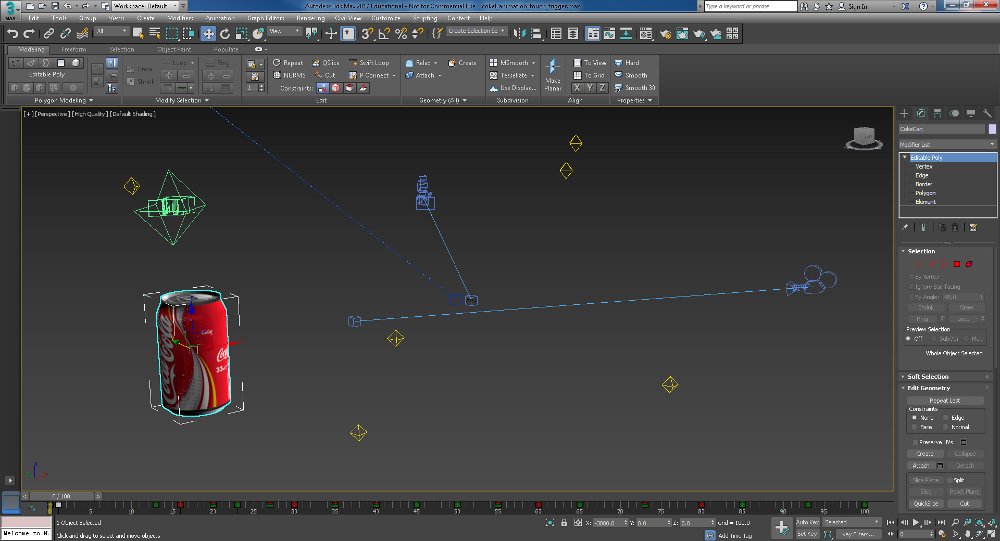 Workspace: Default
Autodesk 3ds Max 2017 Educational - Not for Commercial Use cokel_animation_touch_trigger.max
Type a keyword or phrase
Sign In
3
MAX
Edit Tools Group Views Create Modifiers Animation Graph Editors Rendering Civil View Customize Scripting Content Help
All
View
Create Selection Se
Modeling Freeform Selection Object Paint Populate
Edit Poly
Editable Poly
Polygon Modeling
Loop Ring
Grow
Shrink
Modify Selection
Repeat QSlice Swift Loop
NURMS Cut P Connect
1
Constraints:
Edit
Relax Create
Attach
Geometry (All)
MSmooth
Tessellate
Use Displac...
Subdivision
Make
Planar
To View
To Grid
X Y Z
Align
Hard
Smooth
Smooth 30
Properties
[+] [Perspective ] [High Quality ] [Default Shading ]
Coca-Cola
z
y
x
CokeCan
Modifier List
Editable Poly
Vertex
Edge
Border
Polygon
Element
Selection
By Vertex
Ignore Backfacing
By Angle: 45.0
Shrink Grow
Ring Loop
Preview Selection
Off SubObj Multi
Whole Object Selected
Soft Selection
Edit Geometry
Repeat Last
Constraints
None Edge
Face Normal
Preserve UVs
Create Collapse
Attach Detach
Slice Plane Split
Slice Reset Plane
QuickSlice Cut
< 0 / 100 >
0 5 10 15 20 25 30 35 40 45 50 55 60 65 70 75 80 85 90 95 100
1 Object Selected
X: -3000.0 Y: 0.0 Z: 0.0 Grid = 100.0
Auto Key Selected
Welcome to M
Click and drag to select and move objects
Add Time Tag
Set Key Key Filters...
0